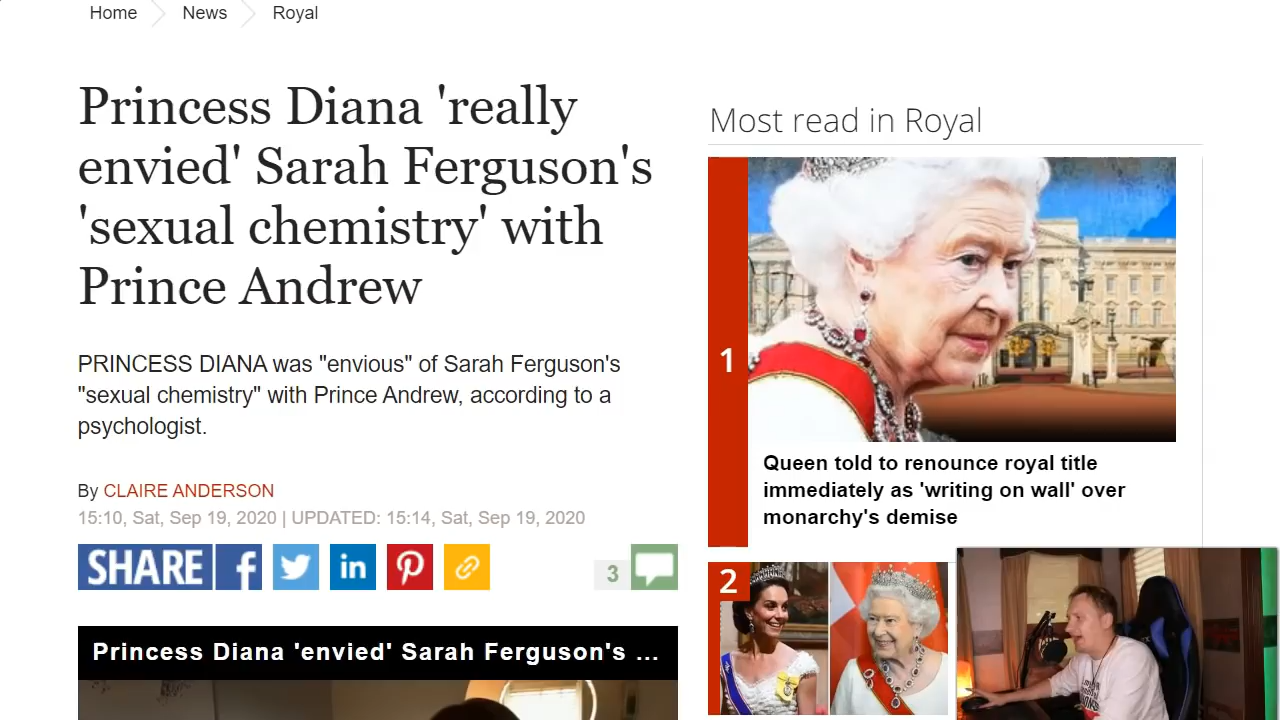 Home News Royal
Princess Diana 'really
envied' Sarah Ferguson's
'sexual chemistry' with
Prince Andrew
PRINCESS DIANA was "envious" of Sarah Ferguson's
"sexual chemistry" with Prince Andrew, according to a
psychologist.
By CLAIRE ANDERSON
15:10, Sat, Sep 19, 2020 | UPDATED: 15:14, Sat, Sep 19, 2020
SHARE f in
3
Princess Diana 'envied' Sarah Ferguson's ...
Most read in Royal
1
Queen told to renounce royal title
immediately as 'writing on wall' over
monarchy's demise
2